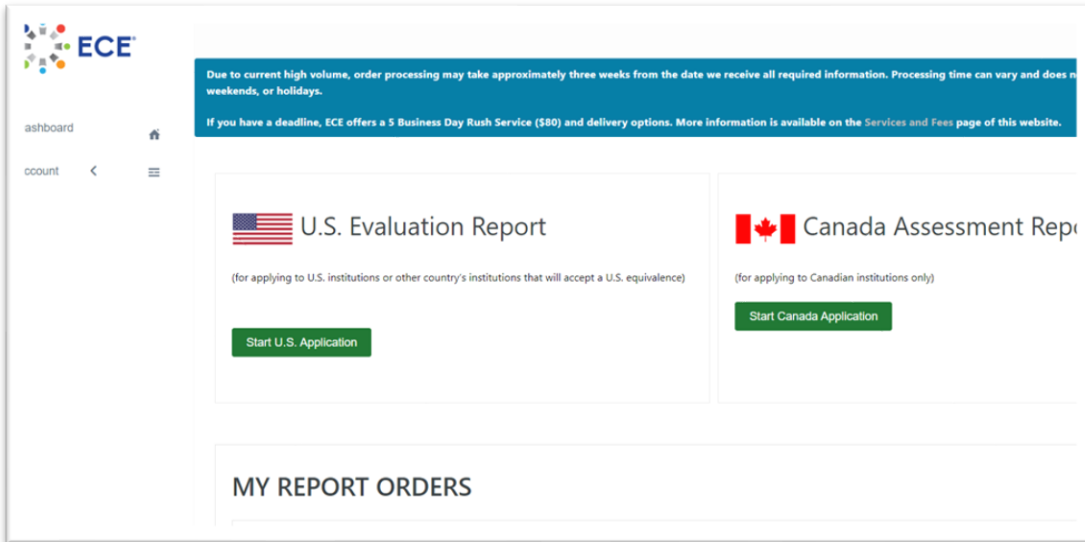 ECE®
Due to current high volume, order processing may take approximately three weeks from the date we receive all required information. Processing time can vary and does
weekends, or holidays.
If you have a deadline, ECE offers a 5 Business Day Rush Service ($80) and delivery options. More information is available on the Services and Fees page of this website.
ashboard
ccount
U.S. Evaluation Report
Canada Assessment Repo
(for applying to U.S. institutions or other country's institutions that will accept a U.S. equivalence)
(for applying to Canadian institutions only)
Start U.S. Application
Start Canada Application
MY REPORT ORDERS